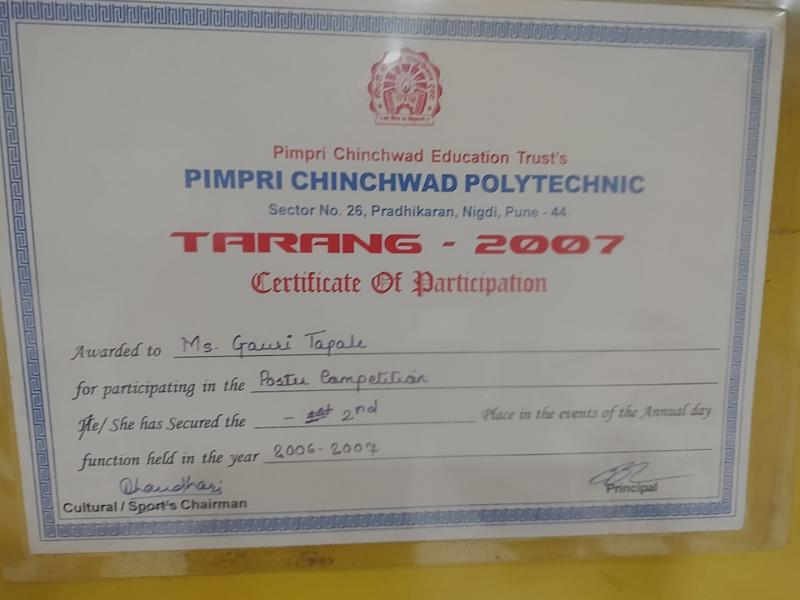 Pimpri Chinchwad Education Trust's
PIMPRI CHINCHWAD POLYTECHNIC
Sector No. 26, Pradhikaran, Nigdi, Pune - 44.
TARANG - 2007
Certificate Of Participation
Awarded to Ms. Gauri Tapale
for participating in the Poster Competition
He/ She has Secured the - 1st 2nd Place in the events of the Annual day
function held in the year 2006-2007
Chaudhari
Cultural / Sport's Chairman
Principal